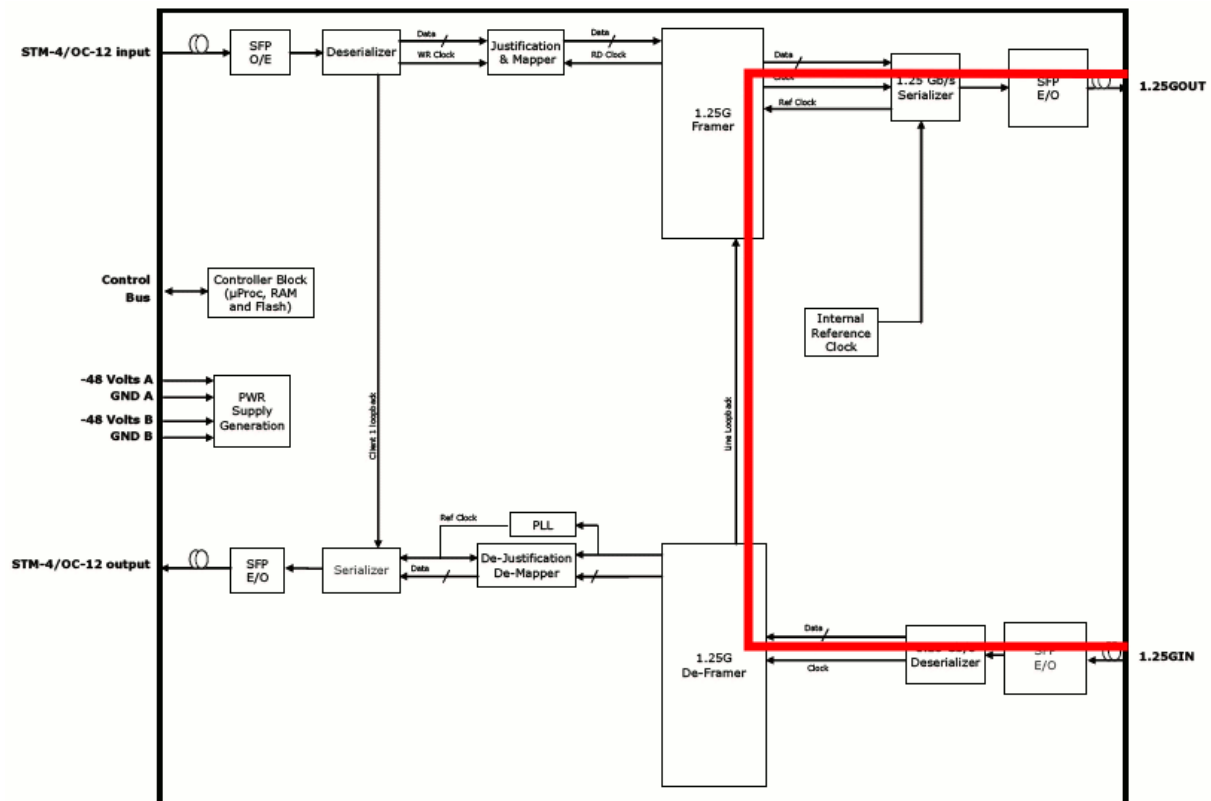 STM-4/OC-12 input
SFP
O/E
Deserializer
Data
WR Clock
Justification
& Mapper
Data
RD Clock
1.25G
Framer
Data
Clock
Ref Clock
1.25 GB/s
Serializer
SFP
E/O
1.25GOUT
Control
Bus
Controller Block
(µProc, RAM
and Flash)
Internal
Reference
Clock
-48 Volts A
GND A
-48 Volts B
GND B
PWR
Supply
Generation
Client 1 loopback
Line Loopback
STM-4/OC-12 output
SFP
E/O
Serializer
Ref Clock
Data
PLL
De-Justification
De-Mapper
1.25G
De-Framer
Data
Clock
Deserializer
SFP
E/O
1.25GIN